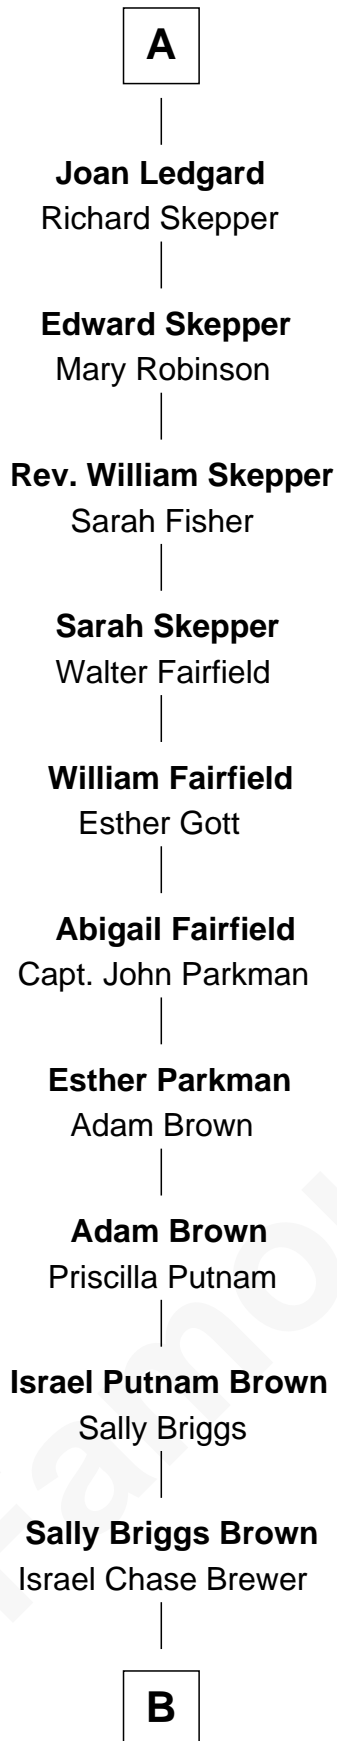 A
Joan Ledgard
Richard Skepper
Edward Skepper
Mary Robinson
Rev. William Skepper
Sarah Fisher
Sarah Skepper
Walter Fairfield
William Fairfield
Esther Gott
Abigail Fairfield
Capt. John Parkman
Esther Parkman
Adam Brown
Adam Brown
Priscilla Putnam
Israel Putnam Brown
Sally Briggs
Sally Briggs Brown
Israel Chase Brewer
B